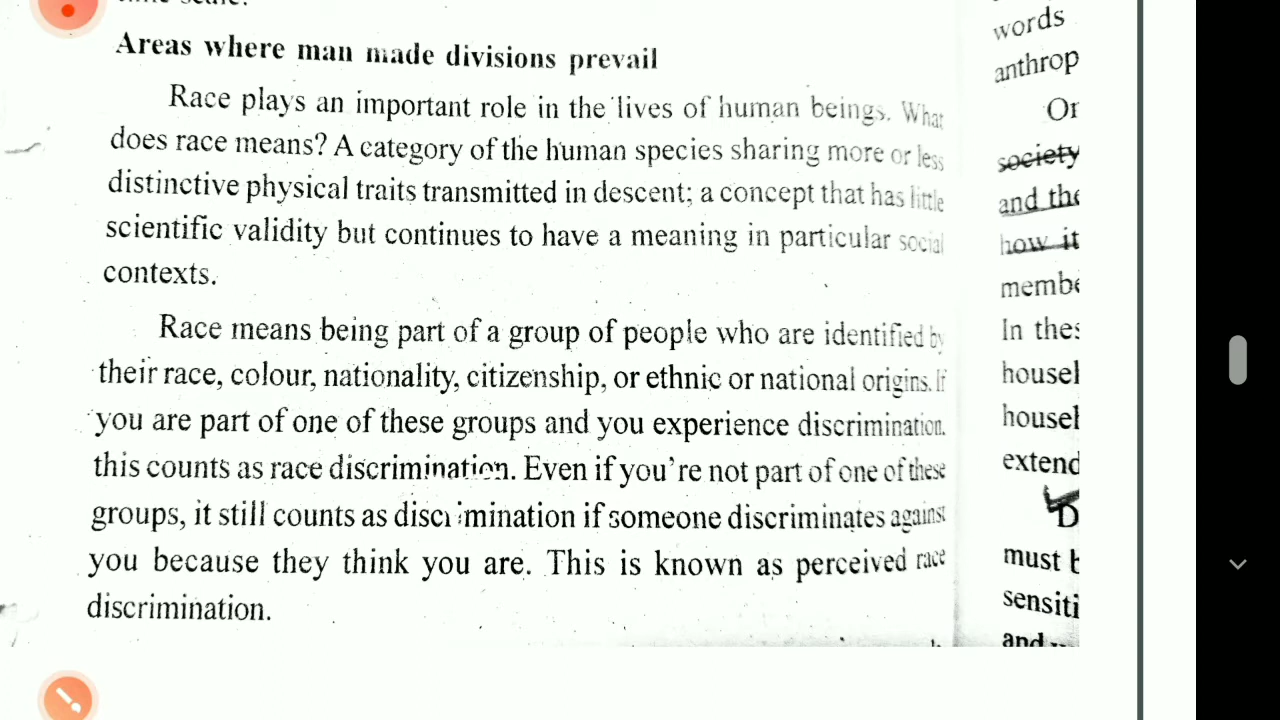 Areas where man made divisions prevail
Race plays an important role in the lives of human beings. What
does race means? A category of the human species sharing more or less
distinctive physical traits transmitted in descent; a concept that has little
scientific validity but continues to have a meaning in particular social
contexts.
Race means being part of a group of people who are identified by
their race, colour, nationality, citizenship, or ethnic or national origins. If
you are part of one of these groups and you experience discrimination.
this counts as race discrimination. Even if you're not part of one of these
groups, it still counts as discrimination if someone discriminates against
you because they think you are. This is known as perceived race
discrimination.
words
anthrop
Or
society
and the
how it
membe
In thes
househ
househ
extend
D
must b
sensiti
and